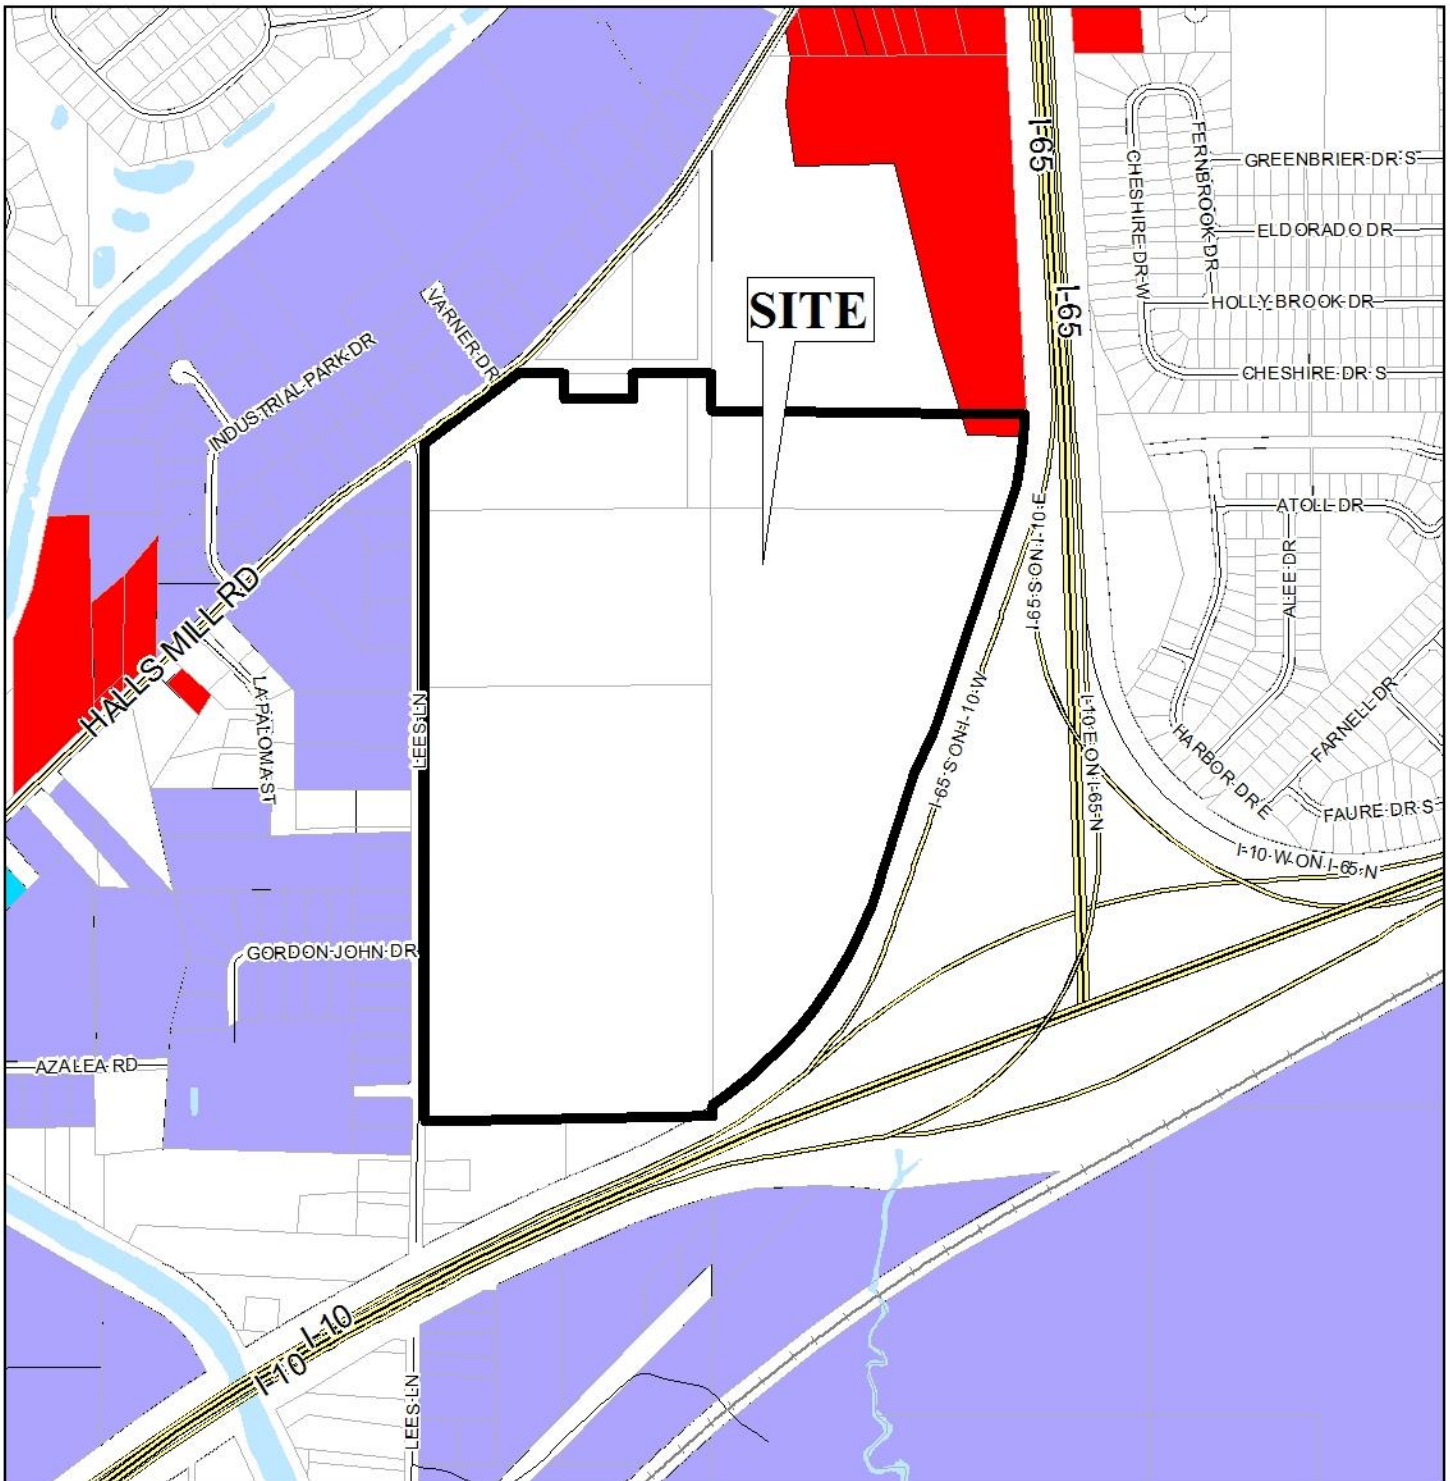 I-65
FERNBROOK DR
CHESHIRE DR W
GREENBRIER DR S
ELDORADO DR
HOLLY BROOK DR
CHESHIRE DR S
I-65
SITE
VARNER DR
INDUSTRIAL PARK DR
ATOLL DR
ALEE DR
I-65 S ON I-10 E
HALLS MILL RD
LA PALOMA ST
LEES LN
I-65 S ON I-10 W
I-10 E ON I-65 N
HARBOR DR E
FARNELL DR
FAURE DR S
I-10 W ON I-65 N
GORDON JOHN DR
AZALEA RD
I-10
I-10
LEES LN